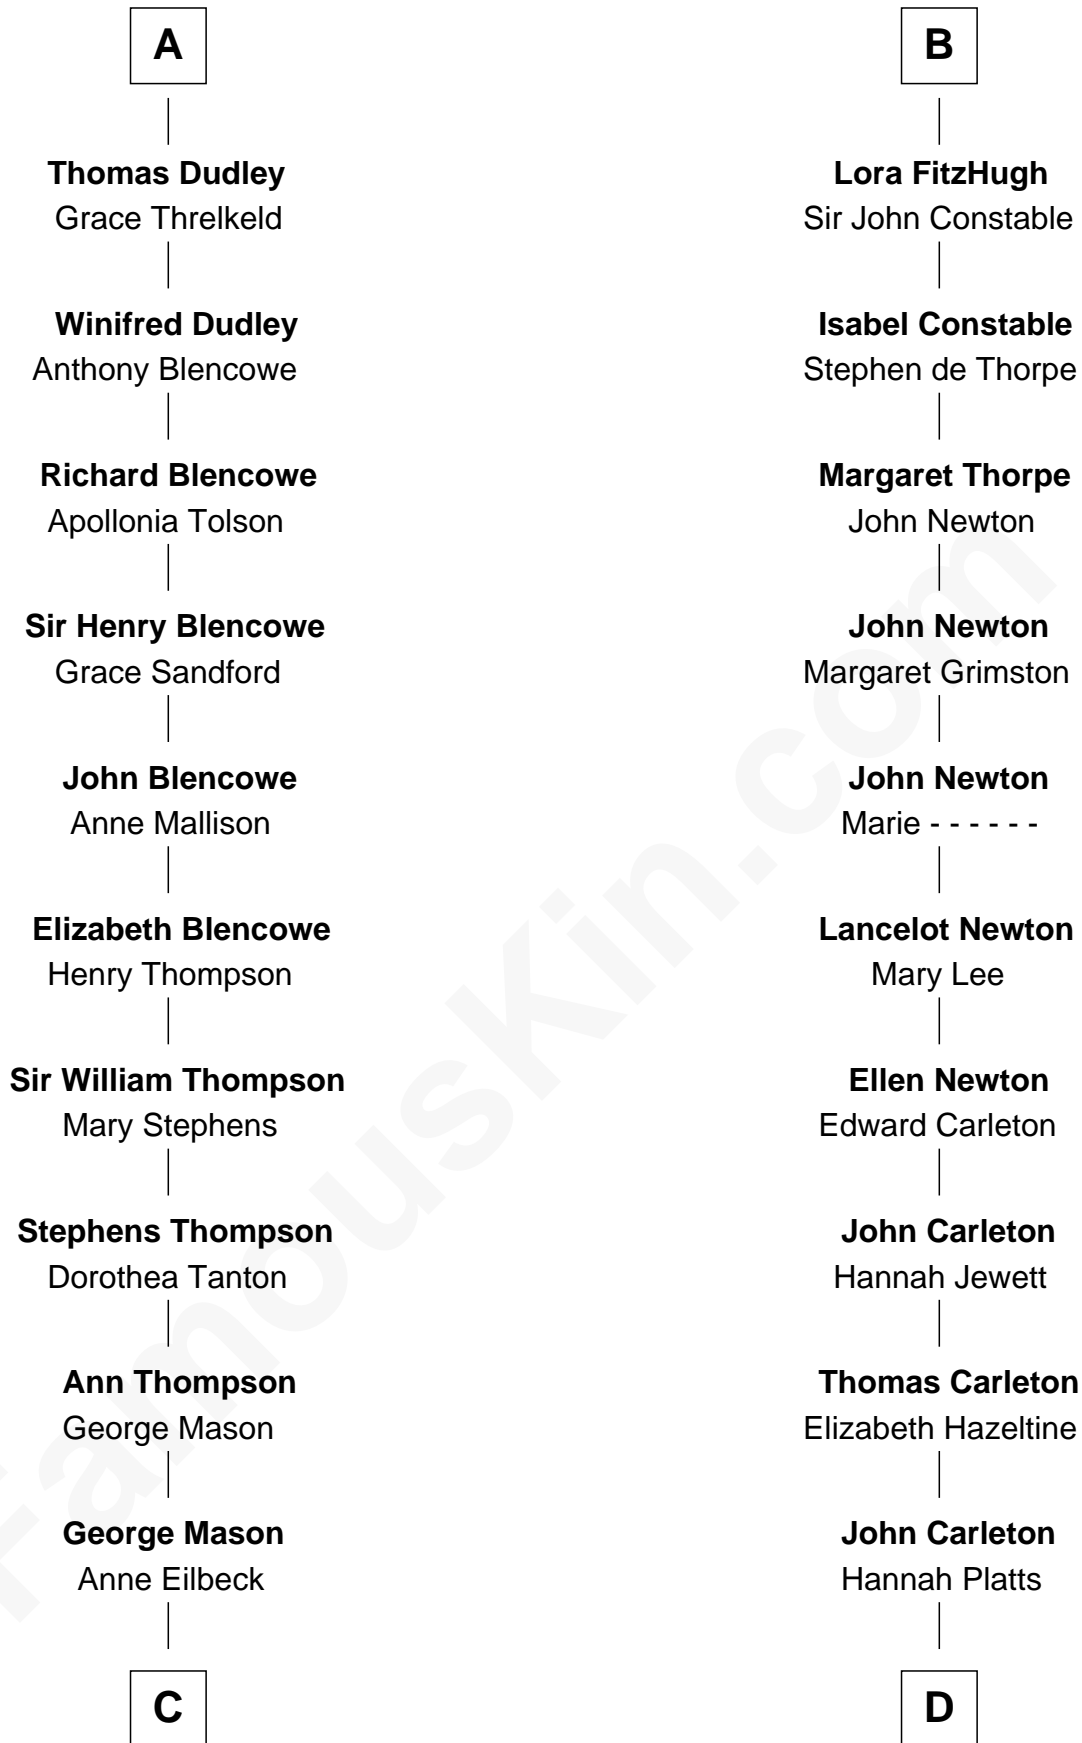 A
Thomas Dudley
Grace Threlkeld
Winifred Dudley
Anthony Blencowe
Richard Blencowe
Apollonia Tolson
Sir Henry Blencowe
Grace Sandford
John Blencowe
Anne Mallison
Elizabeth Blencowe
Henry Thompson
Sir William Thompson
Mary Stephens
Stephens Thompson
Dorothea Tanton
Ann Thompson
George Mason
George Mason
Anne Eilbeck
C
B
Lora FitzHugh
Sir John Constable
Isabel Constable
Stephen de Thorpe
Margaret Thorpe
John Newton
John Newton
Margaret Grimston
John Newton
Marie - - - - - -
Lancelot Newton
Mary Lee
Ellen Newton
Edward Carleton
John Carleton
Hannah Jewett
Thomas Carleton
Elizabeth Hazeltine
John Carleton
Hannah Platts
D
FamousKin.com